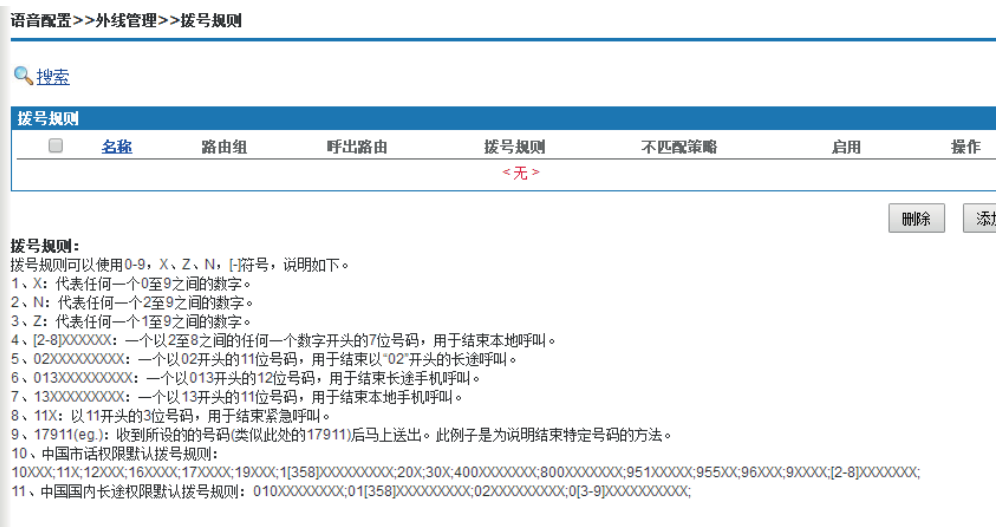 语音配置>>外线管理>>拨号规则
搜索
拨号规则
名称 路由组 呼出路由 拨号规则 不匹配策略 启用 操作
<无>
删除 添加
拨号规则：
拨号规则可以使用0-9，X、Z、N，[-]符号，说明如下。
1、X：代表任何一个0至9之间的数字。
2、N：代表任何一个2至9之间的数字。
3、Z：代表任何一个1至9之间的数字。
4、[2-8]XXXXXX：一个以2至8之间的任何一个数字开头的7位号码，用于结束本地呼叫。
5、02XXXXXXXXX：一个以02开头的11位号码，用于结束以“02”开头的长途呼叫。
6、013XXXXXXXXX：一个以013开头的12位号码，用于结束长途手机呼叫。
7、13XXXXXXXXX：一个以13开头的11位号码，用于结束本地手机呼叫。
8、11X：以11开头的3位号码，用于结束紧急呼叫。
9、17911(eg.)：收到所设的的号码(类似此处的17911)后马上送出。此例子是为说明结束特定号码的方法。
10、中国市话权限默认拨号规则：
10XXX;11X;12XXX;16XXXX;17XXXX;19XXX;1[358]XXXXXXXXX;20X;30X;400XXXXXXX;800XXXXXXX;951XXXXX;955XX;96XXX;9XXXX;[2-8]XXXXXXX;
11、中国国内长途权限默认拨号规则：010XXXXXXXX;01[358]XXXXXXXXX;02XXXXXXXXX;0[3-9]XXXXXXXXXX;